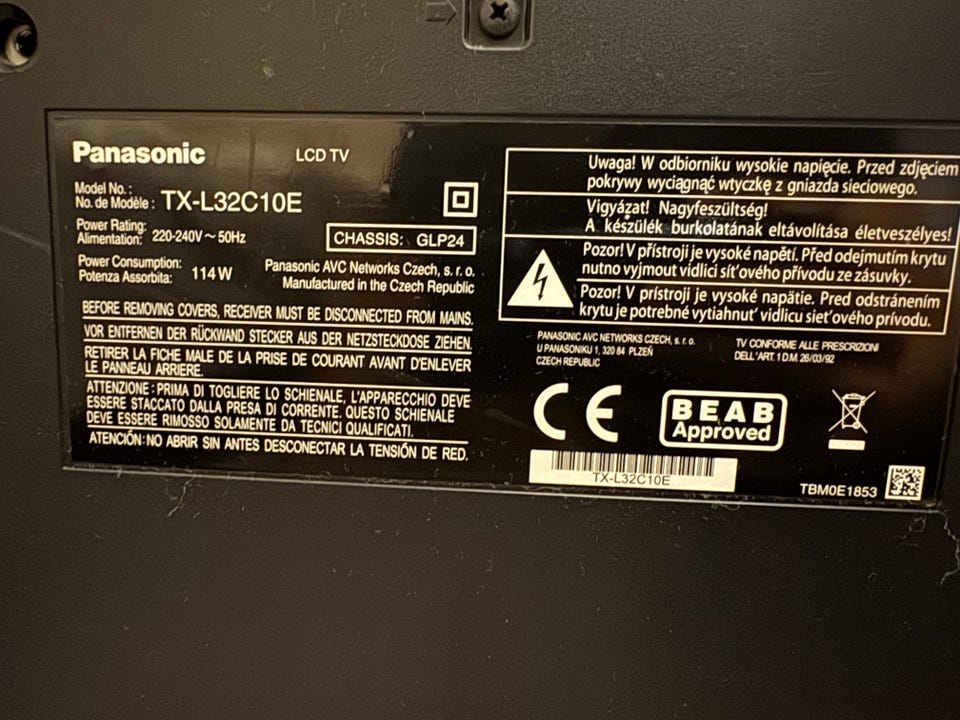 Panasonic
LCD TV
Model No. :
No. de Modèle : TX-L32C10E
Power Rating:
Alimentation: 220-240V ~ 50Hz
CHASSIS: GLP24
Power Consumption:
Potenza Assorbita: 114 W
Panasonic AVC Networks Czech, s. r. o.
Manufactured in the Czech Republic
BEFORE REMOVING COVERS, RECEIVER MUST BE DISCONNECTED FROM MAINS.
VOR ENTFERNEN DER RÜCKWAND STECKER AUS DER NETZSTECKDOSE ZIEHEN.
RETIRER LA FICHE MALE DE LA PRISE DE COURANT AVANT D'ENLEVER
LE PANNEAU ARRIERE.
ATTENZIONE: PRIMA DI TOGLIERE LO SCHIENALE, L'APPARECCHIO DEVE
ESSERE STACCATO DALLA PRESA DI CORRENTE. QUESTO SCHIENALE
DEVE ESSERE RIMOSSO SOLAMENTE DA TECNICI QUALIFICATI.
ATENCIÓN: NO ABRIR SIN ANTES DESCONECTAR LA TENSIÓN DE RED.
Uwaga! W odbiorniku wysokie napięcie. Przed zdjęciem
pokrywy wyciągnąć wtyczkę z gniazda sieciowego.
Vigyázat! Nagyfeszültség!
A készülék burkolatának eltávolítása életveszélyes!
Pozor! V přístroji je vysoké napětí. Před odejmutím krytu
nutno vyjmout vidlici síťového přívodu ze zásuvky.
Pozor! V prístroji je vysoké napätie. Pred odstránením
krytu je potrebné vytiahnuť vidlicu sieťového prívodu.
PANASONIC AVC NETWORKS CZECH, s. r. o.
U PANASONIKU 1, 320 84 PLZEŇ
CZECH REPUBLIC
TV CONFORME ALLE PRESCRIZIONI
DELL'ART. 1 D.M. 26/03/92
CE
BEAB
Approved
TX-L32C10E
TBM0E1853